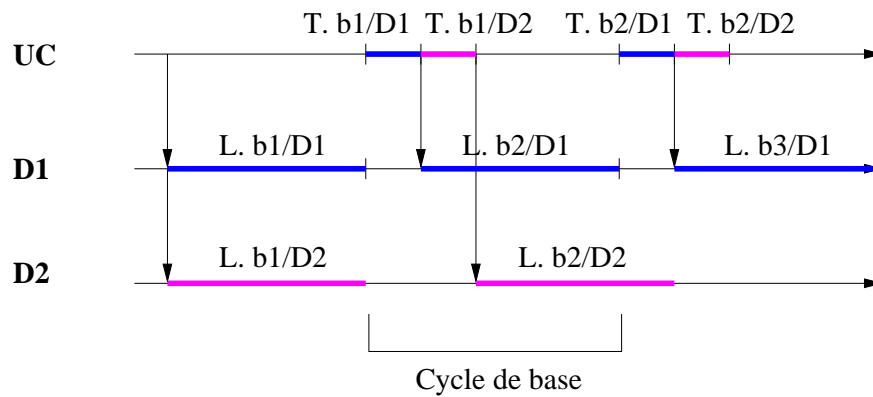 T. b1/D1 T. b1/D2 T. b2/D1 T. b2/D2
UC
L. b1/D1 L. b2/D1 L. b3/D1
D1
L. b1/D2 L. b2/D2
D2
Cycle de base